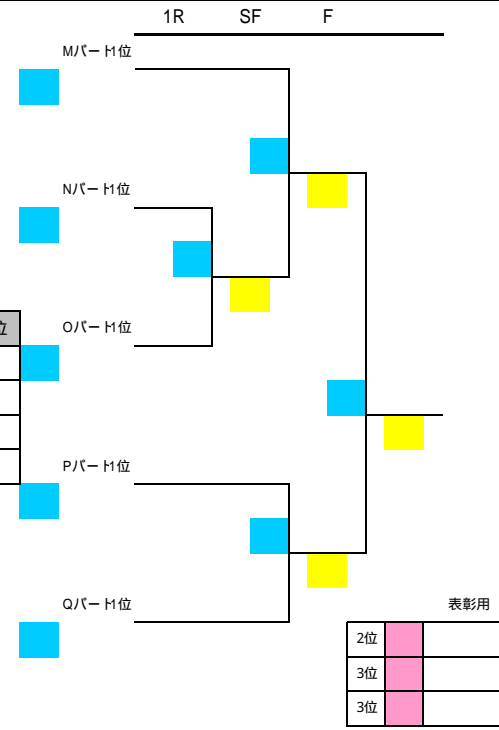 1R SF F
Mパート1位
Nパート1位
位
Oパート1位
Pパート1位
Qパート1位
表彰用
2位
3位
3位